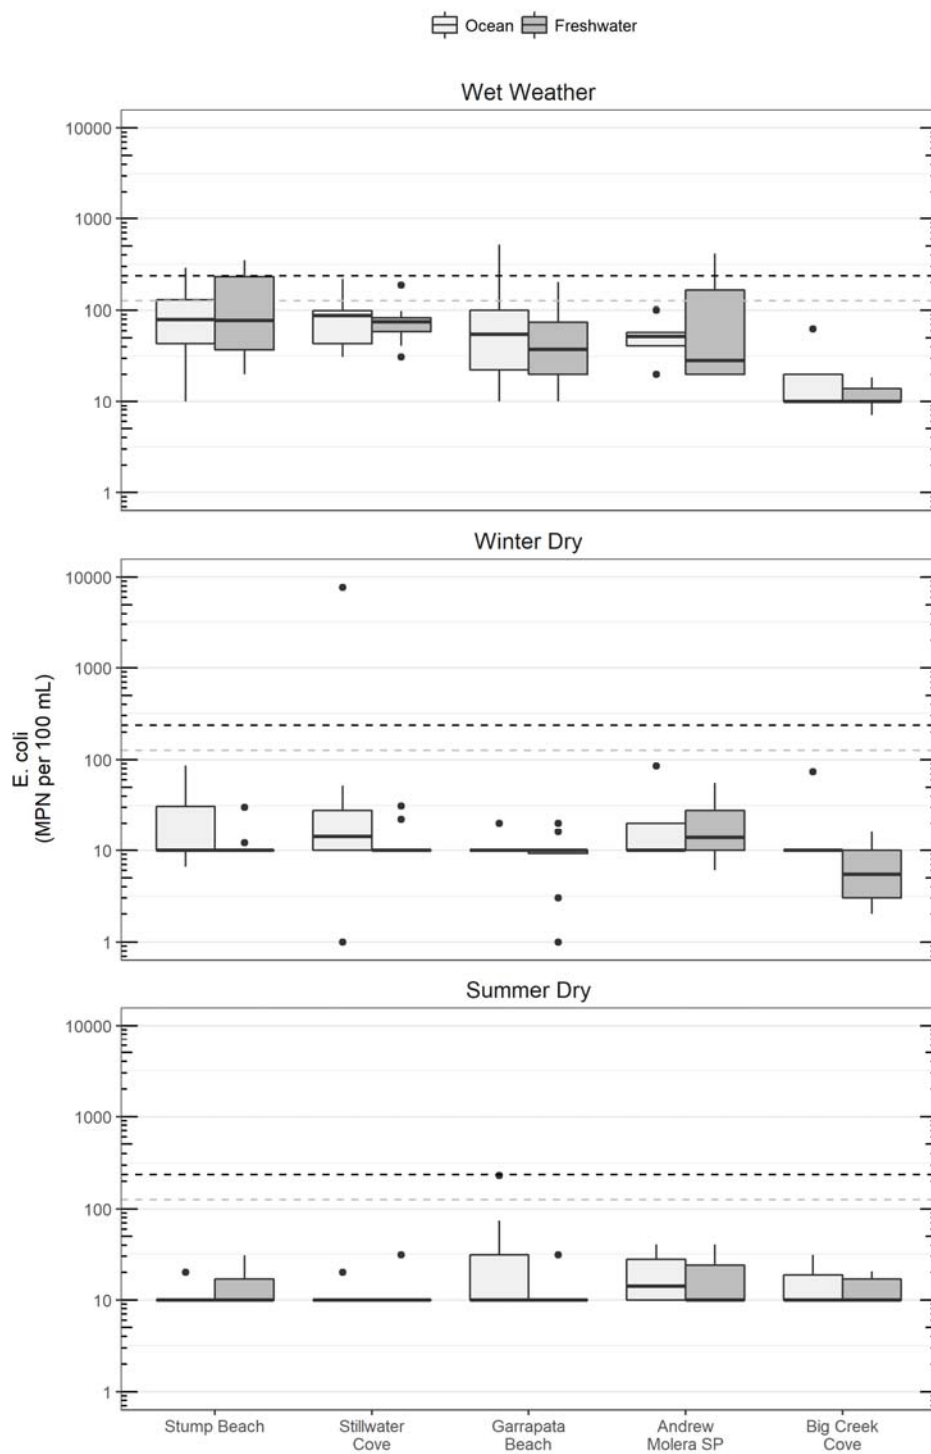 Ocean Freshwater
Wet Weather
10000
1000
100
10
1
Winter Dry
10000
1000
100
10
1
E. coli
(MPN per 100 mL)
Summer Dry
10000
1000
100
10
1
Stump Beach
Stillwater
Cove
Garrapata
Beach
Andrew
Molera SP
Big Creek
Cove